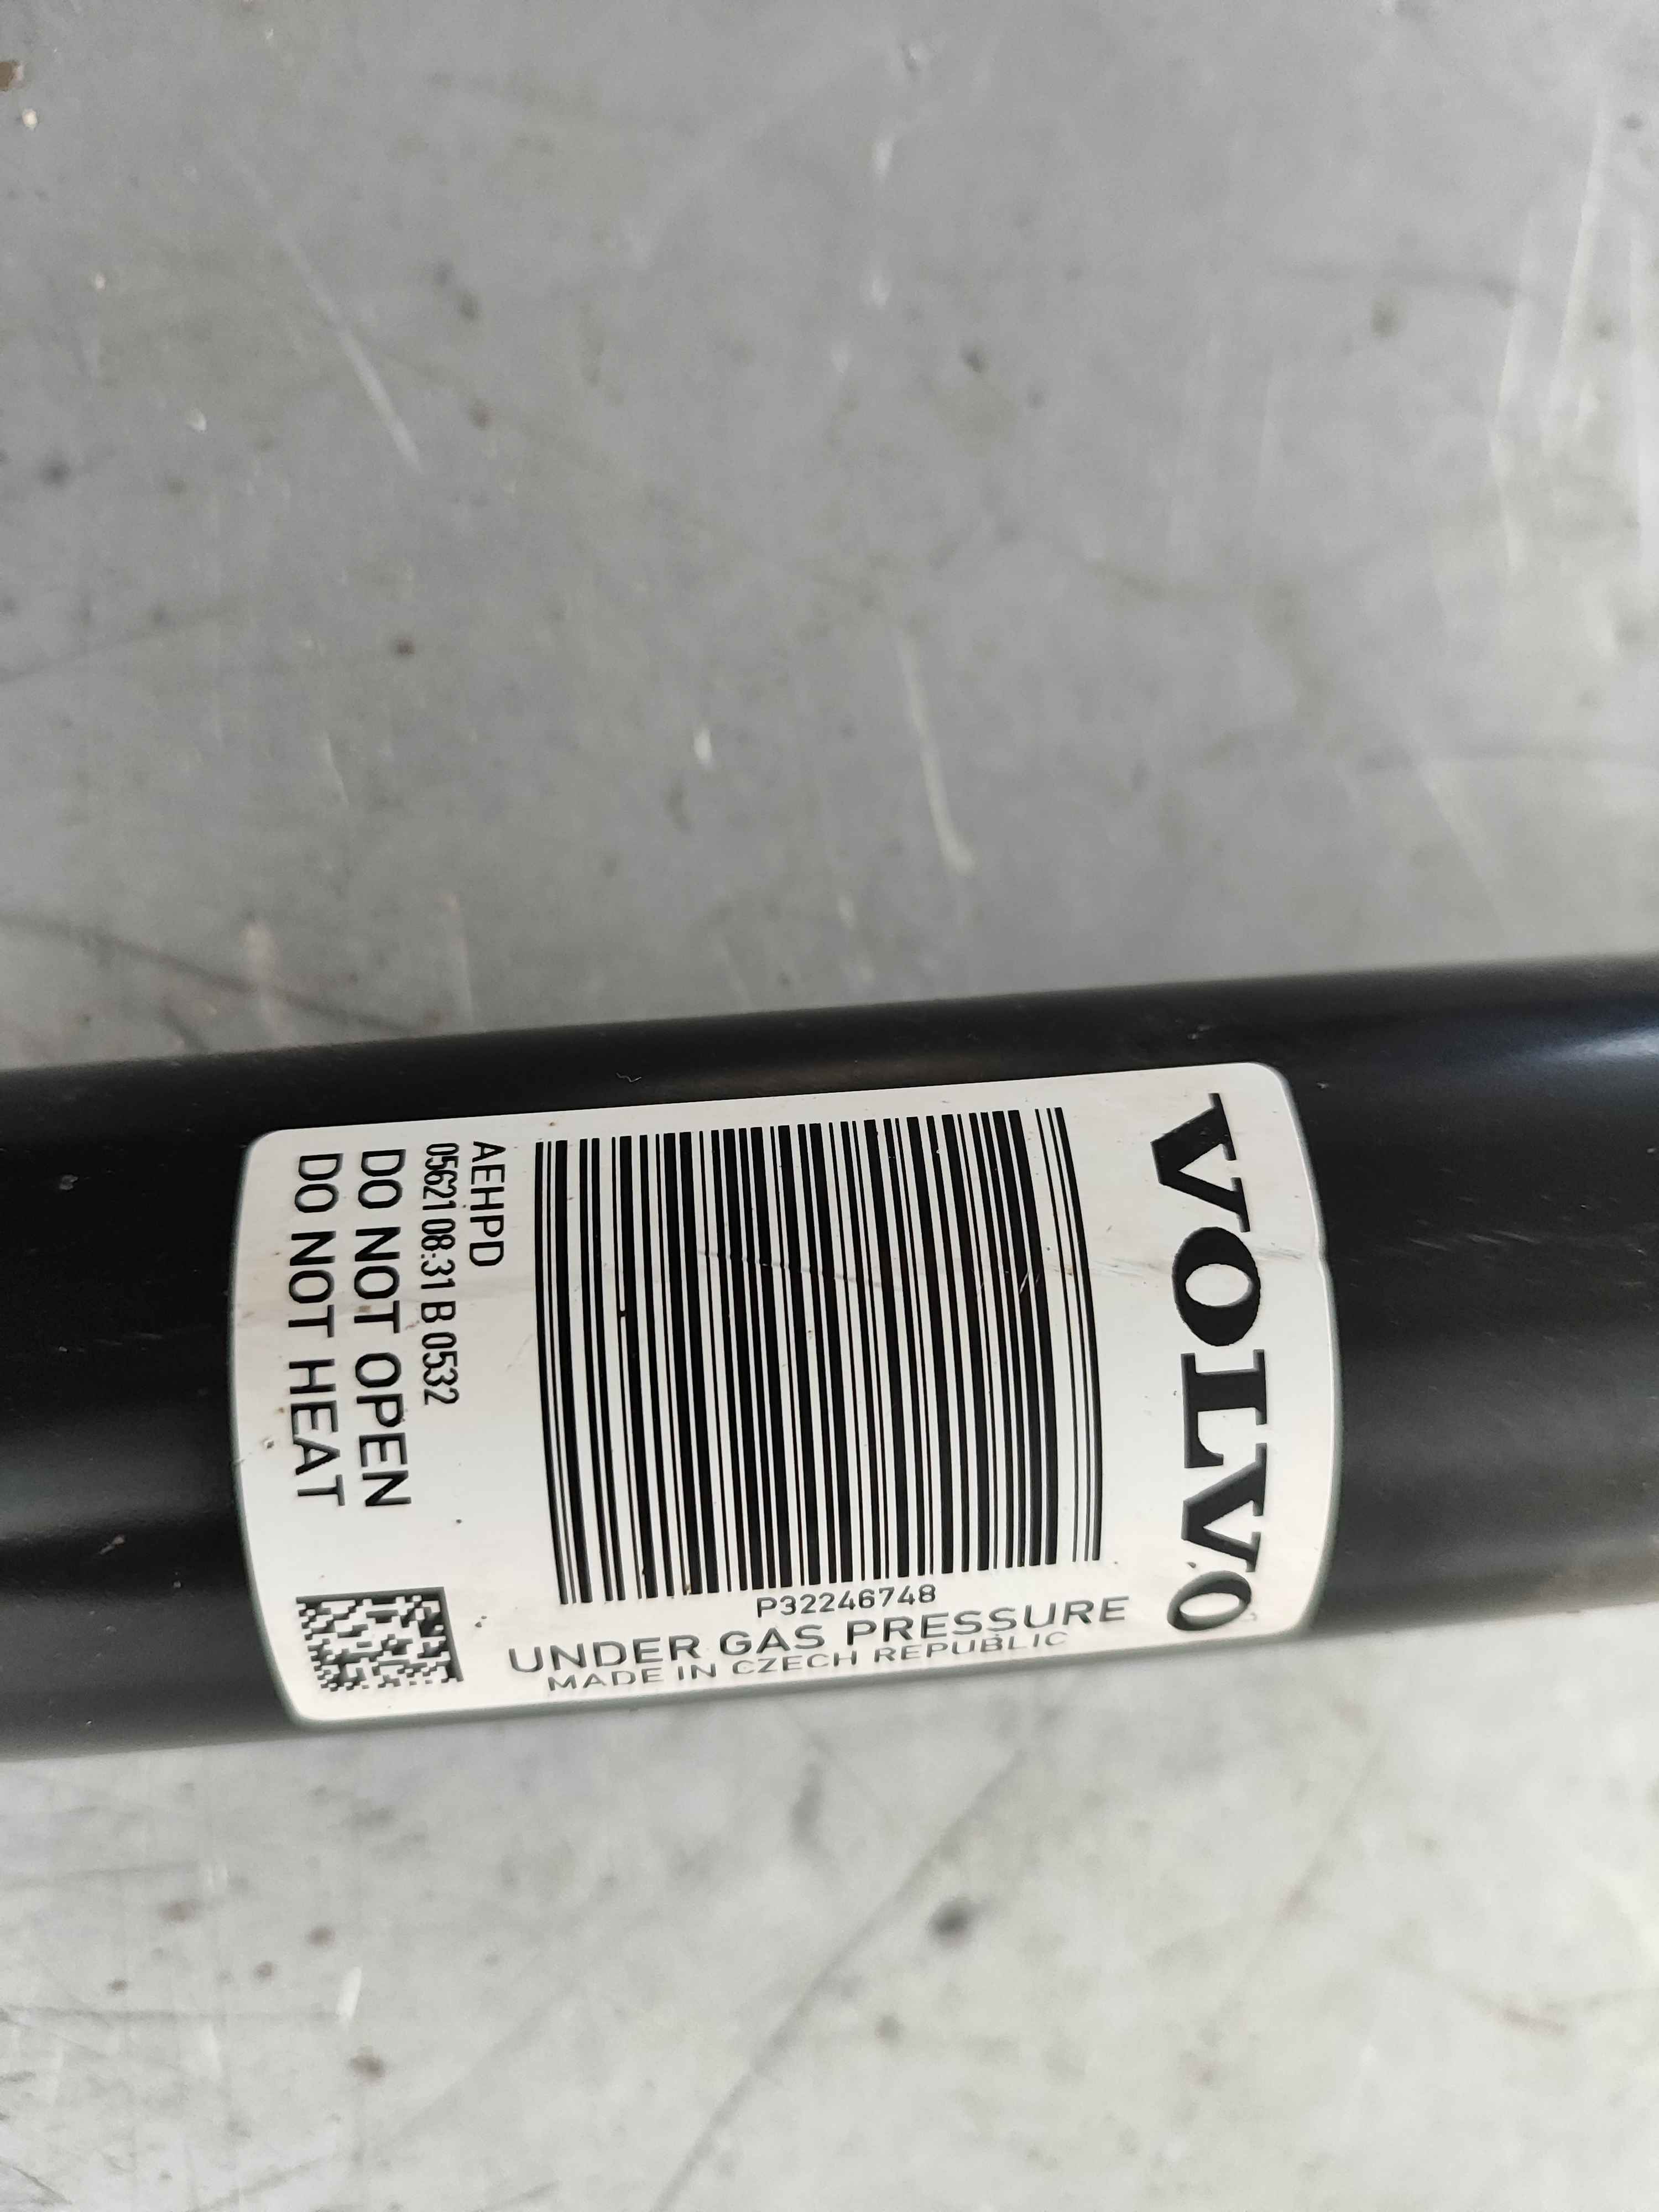 VOLVO
P32246748
UNDER GAS PRESSURE
MADE IN CZECH REPUBLIC
AEHPD
05621 08:31 B 0532
DO NOT OPEN
DO NOT HEAT